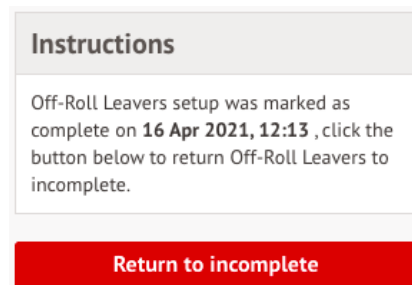 Instructions
Off-Roll Leavers setup was marked as
complete on 16 Apr 2021, 12:13 , click the
button below to return Off-Roll Leavers to
incomplete.
Return to incomplete